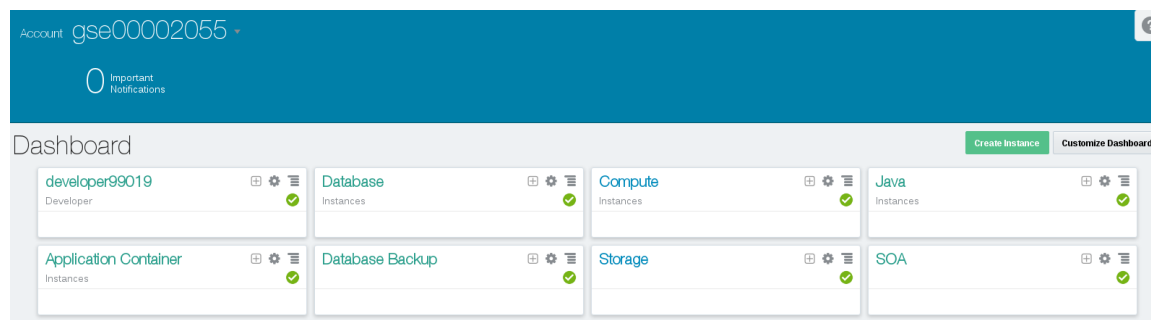 Account gse00002055
0 Important Notifications
Dashboard
Create Instance
Customize Dashboard
developer99019
Developer
Database
Instances
Compute
Instances
Java
Instances
Application Container
Instances
Database Backup
Storage
SOA